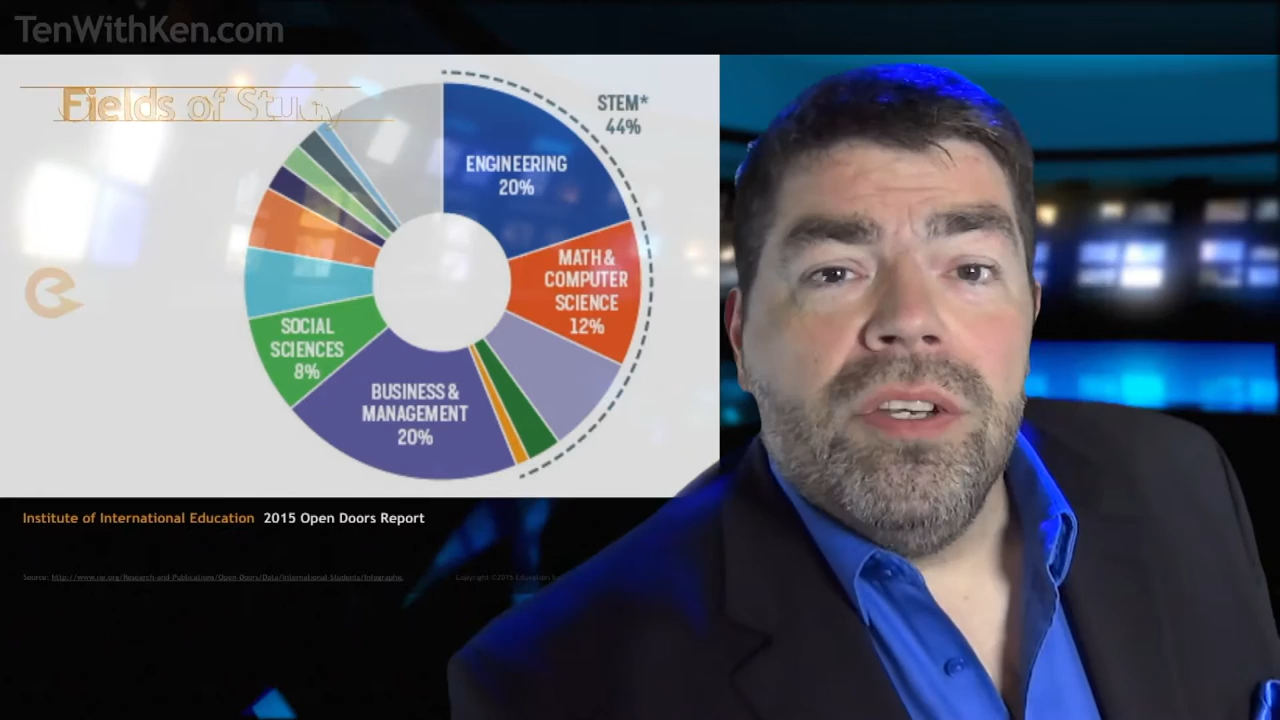 TenWithKen.com
Fields of Study
STEM*
44%
ENGINEERING
20%
MATH &
COMPUTER
SCIENCE
12%
SOCIAL
SCIENCES
8%
BUSINESS &
MANAGEMENT
20%
Institute of International Education 2015 Open Doors Report